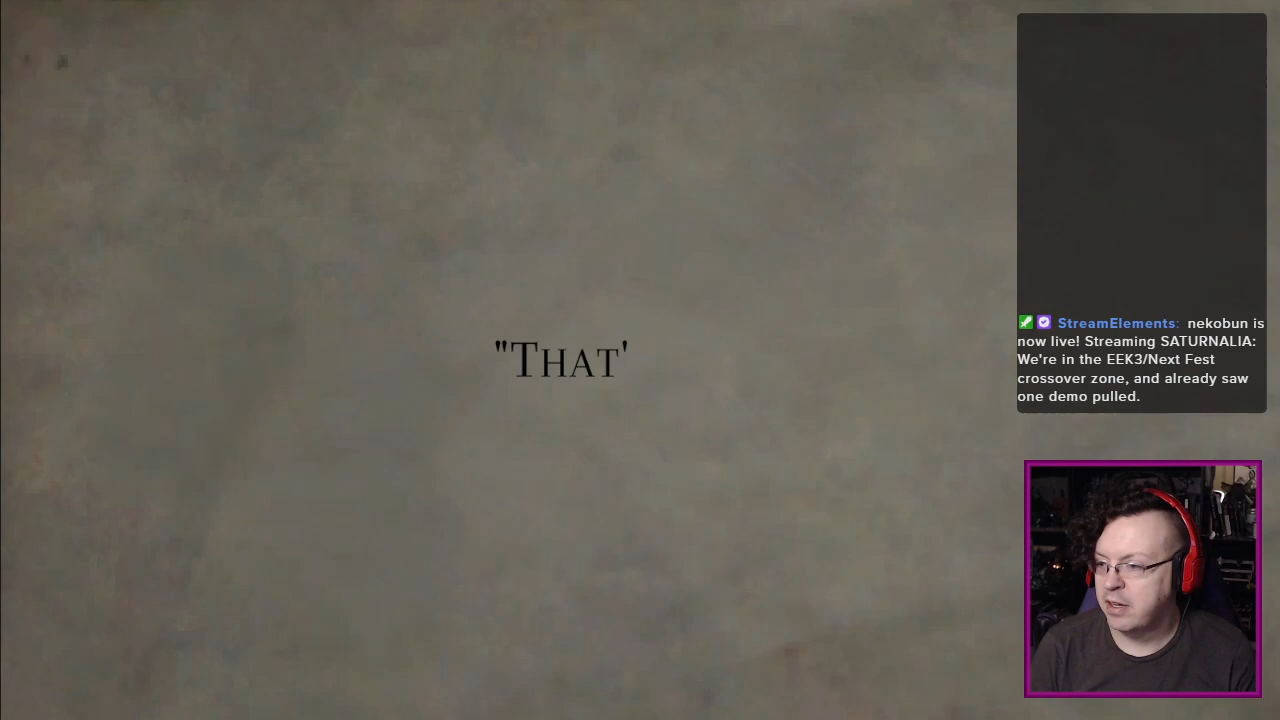 "That'
StreamElements: nekobun is
now live! Streaming SATURNALIA:
We're in the EEK3/Next Fest
crossover zone, and already saw
one demo pulled.